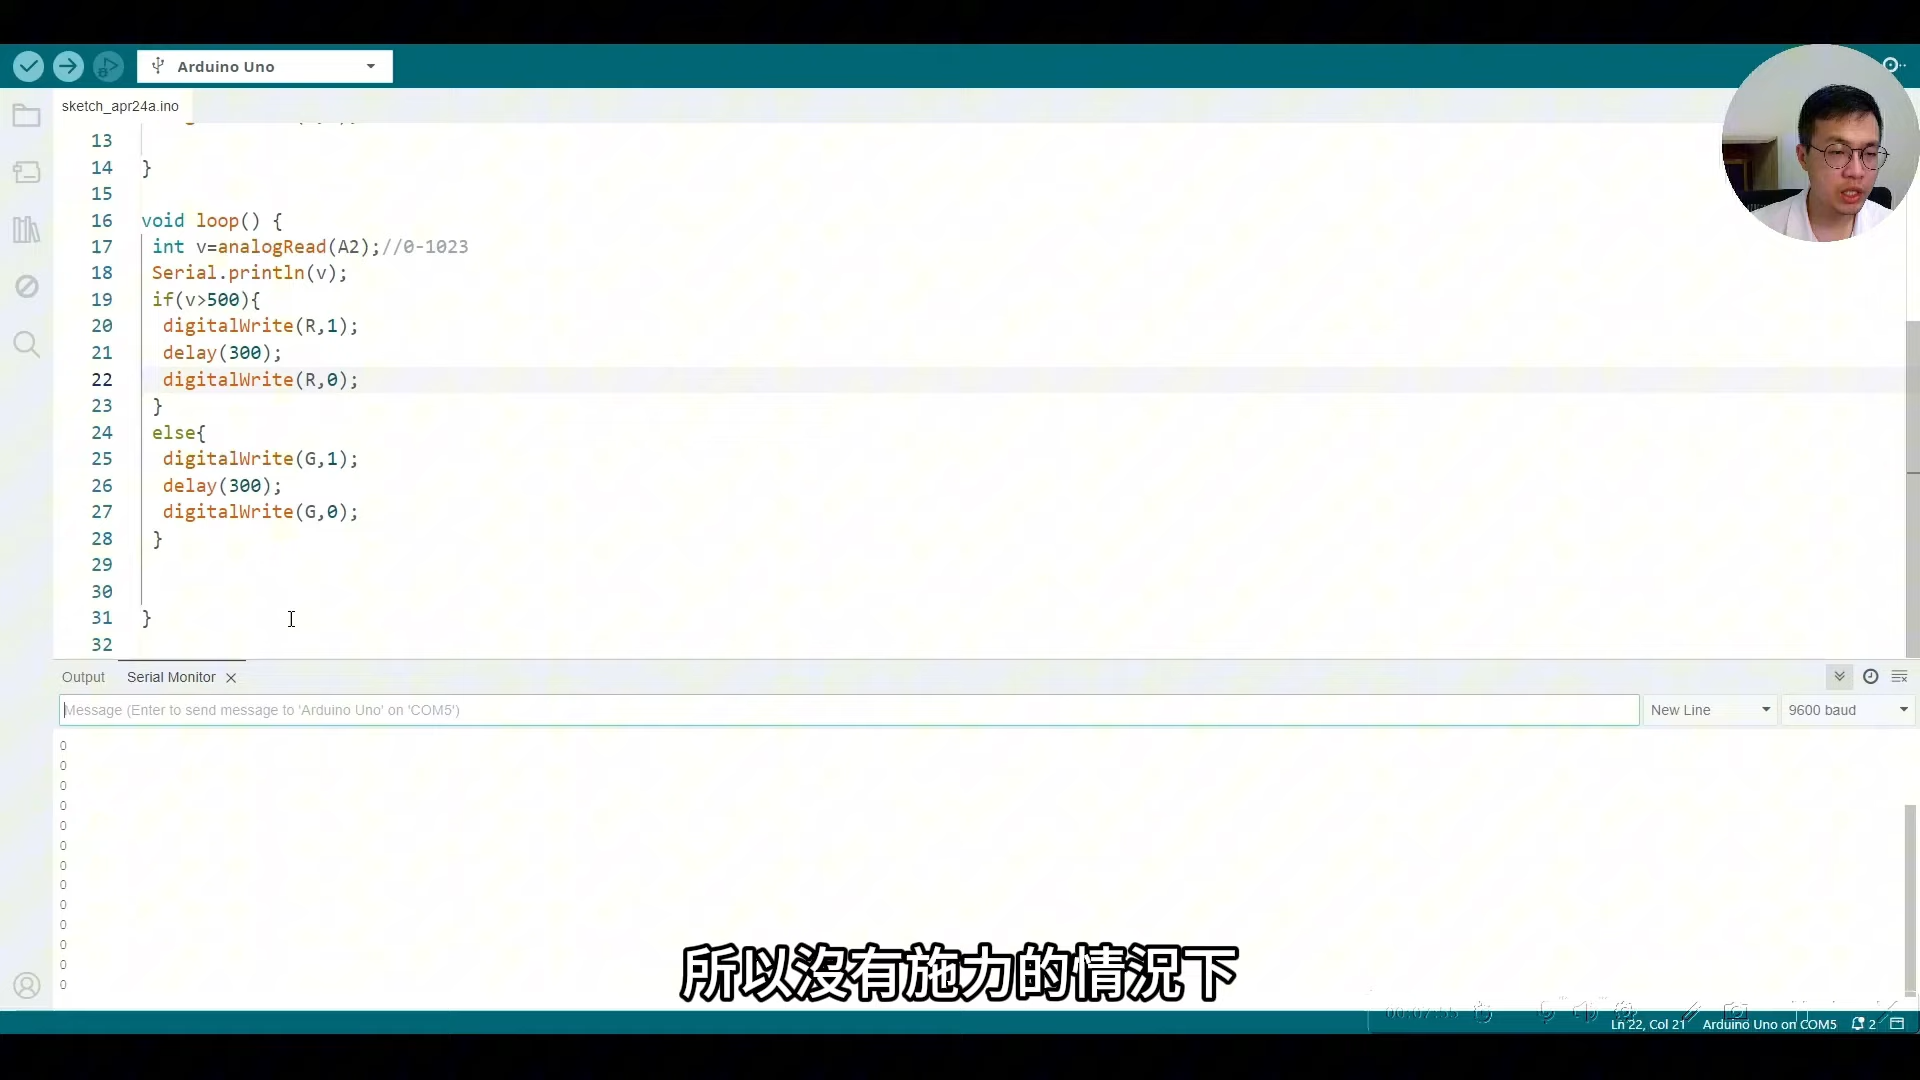 Arduino Uno
sketch_apr24a.ino
13
14 }
15
16 void loop() {
17 int v=analogRead(A2);//0-1023
18 Serial.println(v);
19 if(v>500){
20 digitalWrite(R,1);
21 delay(300);
22 digitalWrite(R,0);
23 }
24 else{
25 digitalWrite(G,1);
26 delay(300);
27 digitalWrite(G,0);
28 }
29
30
31 }
32
Output Serial Monitor
Message (Enter to send message to 'Arduino Uno' on 'COM5')
New Line 9600 baud
0
0
0
0
0
0
0
0
0
0
0
0
0
所以沒有施力的情況下
Ln 22, Col 21 Arduino Uno on COM5 2